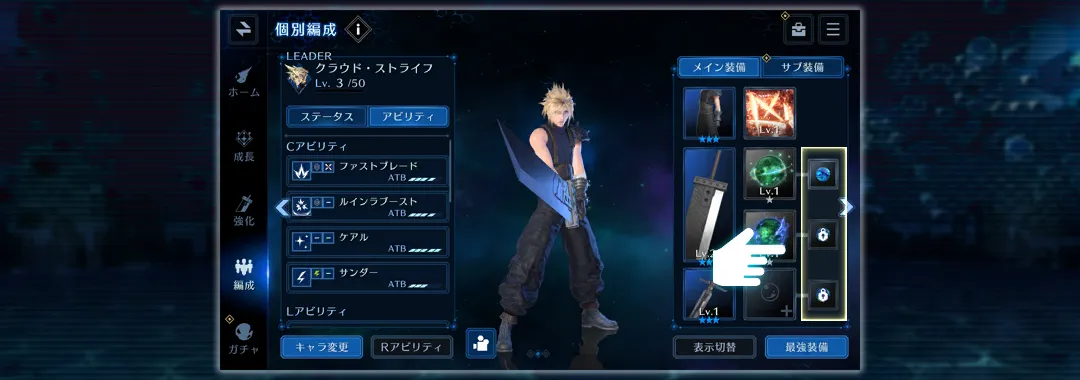 個別編成
i
ホーム
成長
強化
編成
ガチャ
LEADER
クラウド・ストライフ
Lv. 3 /50
ステータス
アビリティ
Cアビリティ
ファストブレード
ATB
ルインラブースト
ATB
ケアル
ATB
サンダー
ATB
Lアビリティ
キャラ変更
Rアビリティ
メイン装備
サブ装備
Lv.1
Lv.1
Lv.1
表示切替
最強装備